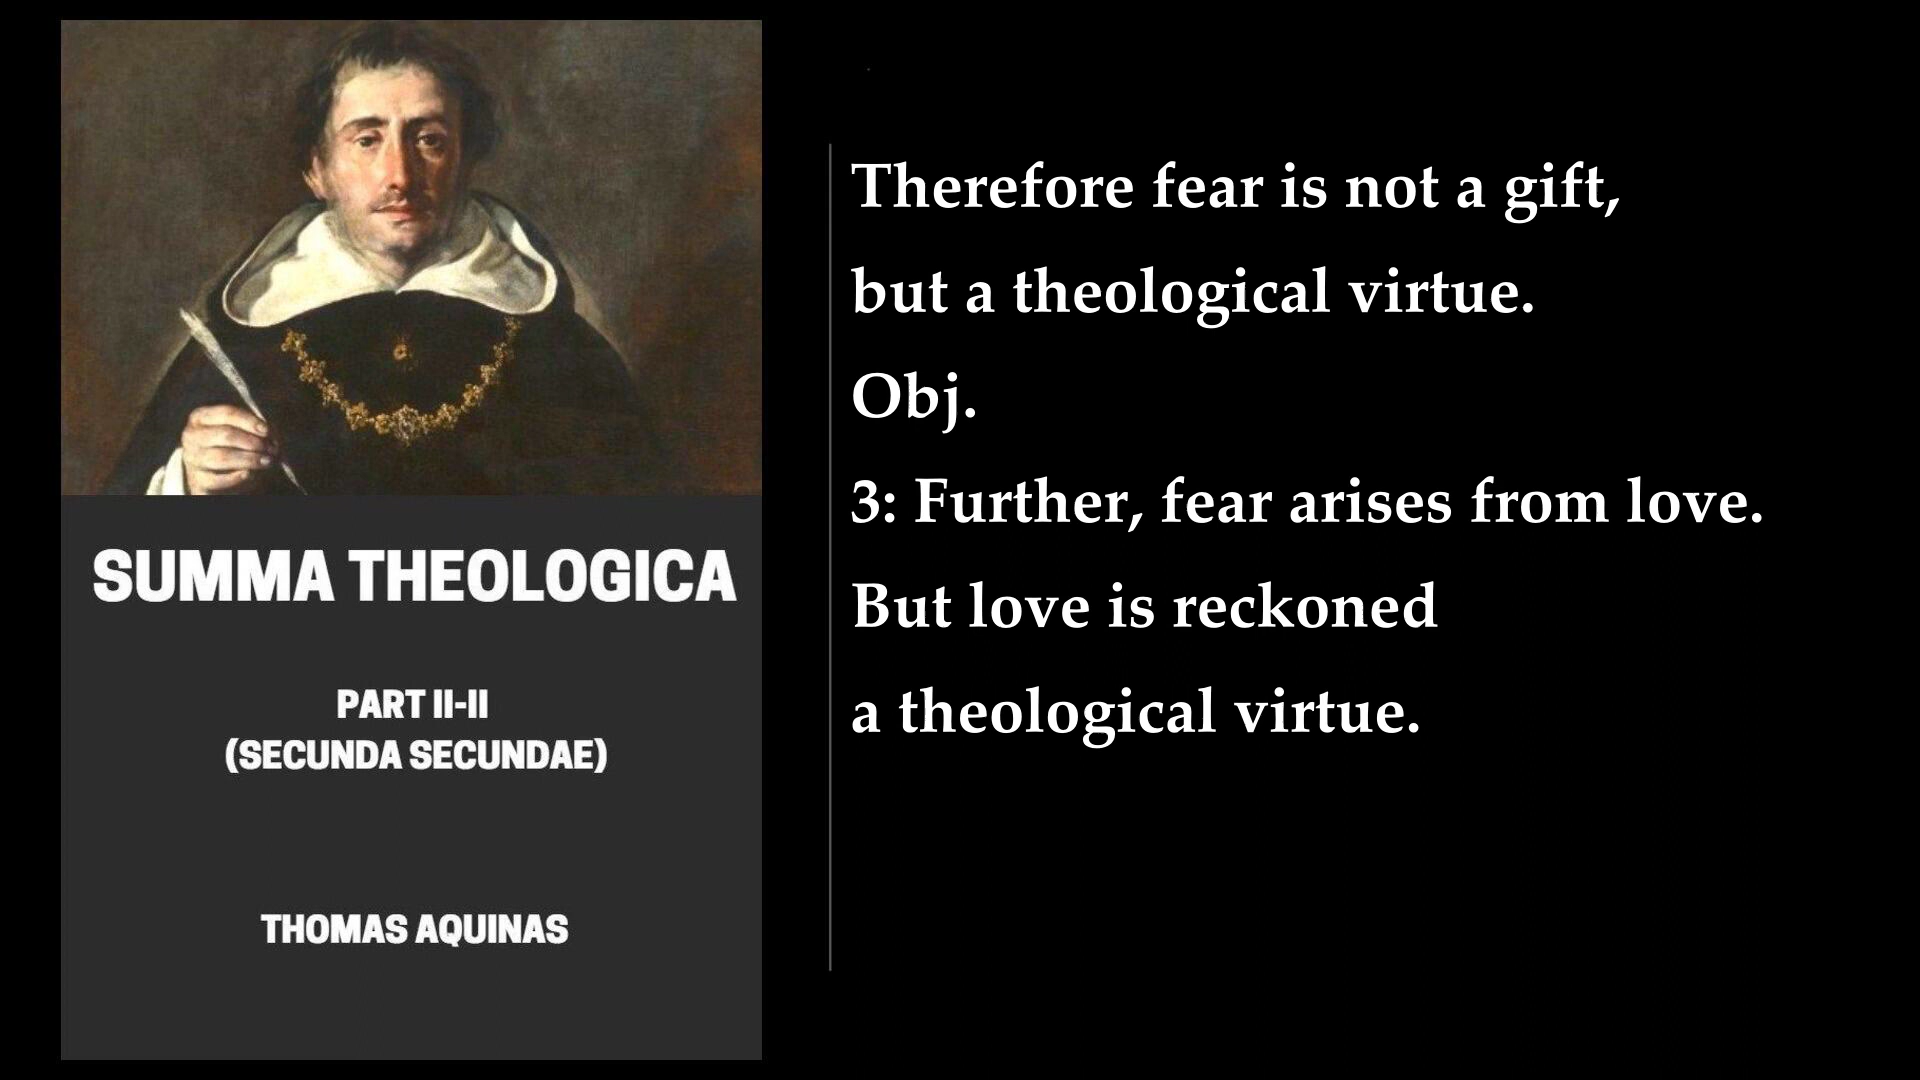 SUMMA THEOLOGICA
PART II-II
(SECUNDA SECUNDAE)
THOMAS AQUINAS
Therefore fear is not a gift,
but a theological virtue.
Obj.
3: Further, fear arises from love.
But love is reckoned
a theological virtue.